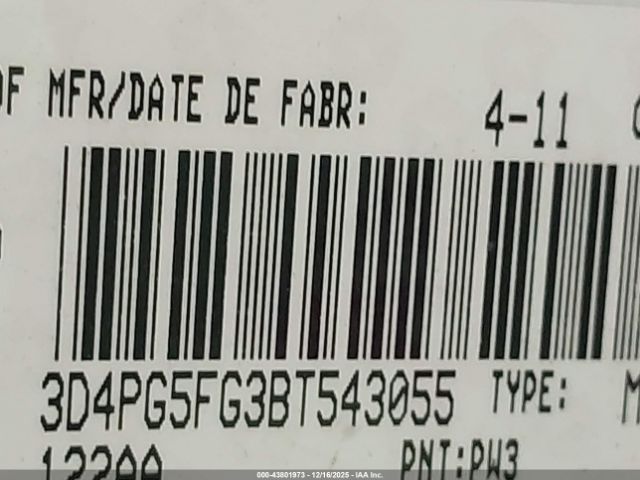 OF MFR/DATE DE FABR: 4-11
3D4PG5FG3BT543055 TYPE: M
PNT:PW3
000-43801973 - 12/16/2025 - IAA Inc.